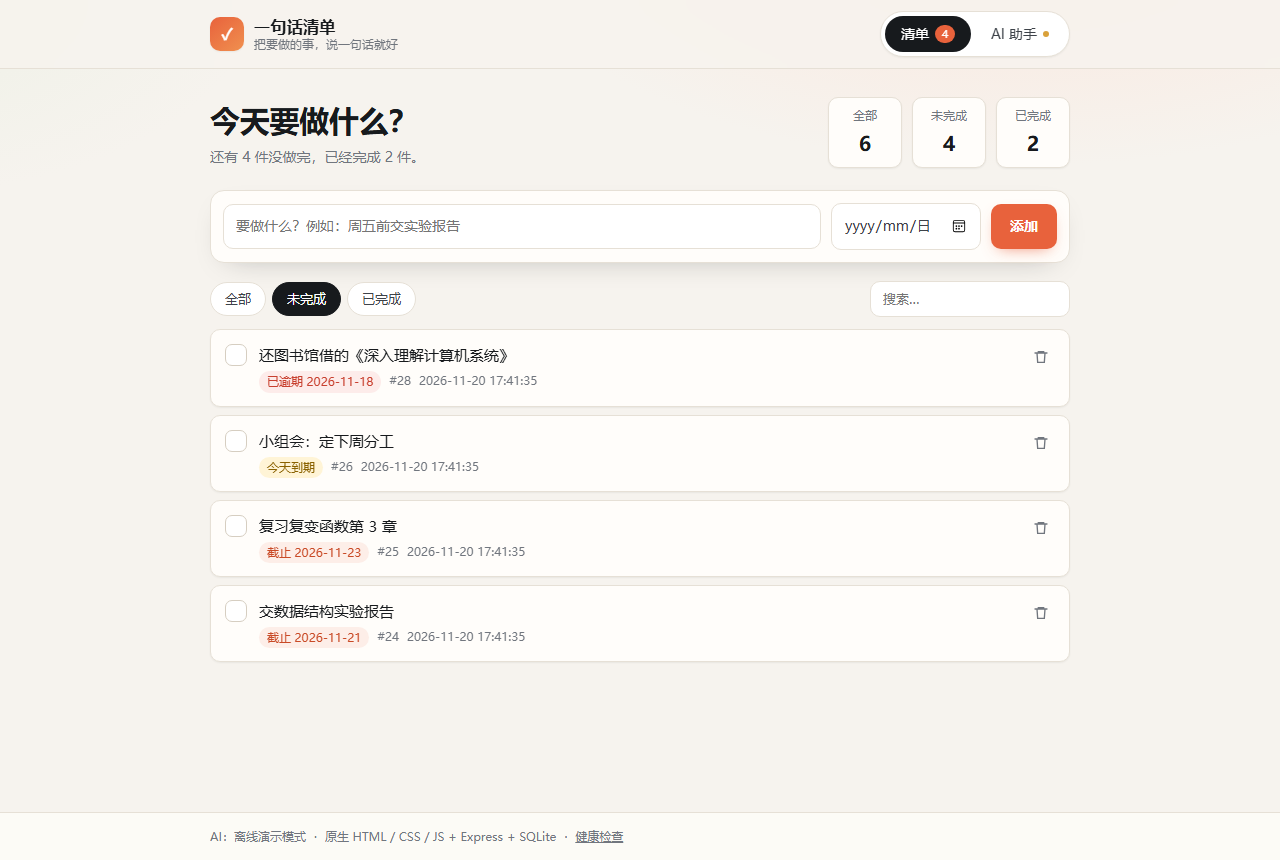 一句话清单
把要做的事，说一句话就好
清单 4
AI 助手
今天要做什么？
还有 4 件没做完，已经完成 2 件。
全部
6
未完成
4
已完成
2
要做什么？例如：周五前交实验报告
yyyy/mm/日
添加
全部
未完成
已完成
搜索...
还图书馆借的《深入理解计算机系统》
已逾期 2026-11-18 #28 2026-11-20 17:41:35
小组会：定下周分工
今天到期 #26 2026-11-20 17:41:35
复习复变函数第 3 章
截止 2026-11-23 #25 2026-11-20 17:41:35
交数据结构实验报告
截止 2026-11-21 #24 2026-11-20 17:41:35
AI：离线演示模式 · 原生 HTML / CSS / JS + Express + SQLite · 健康检查